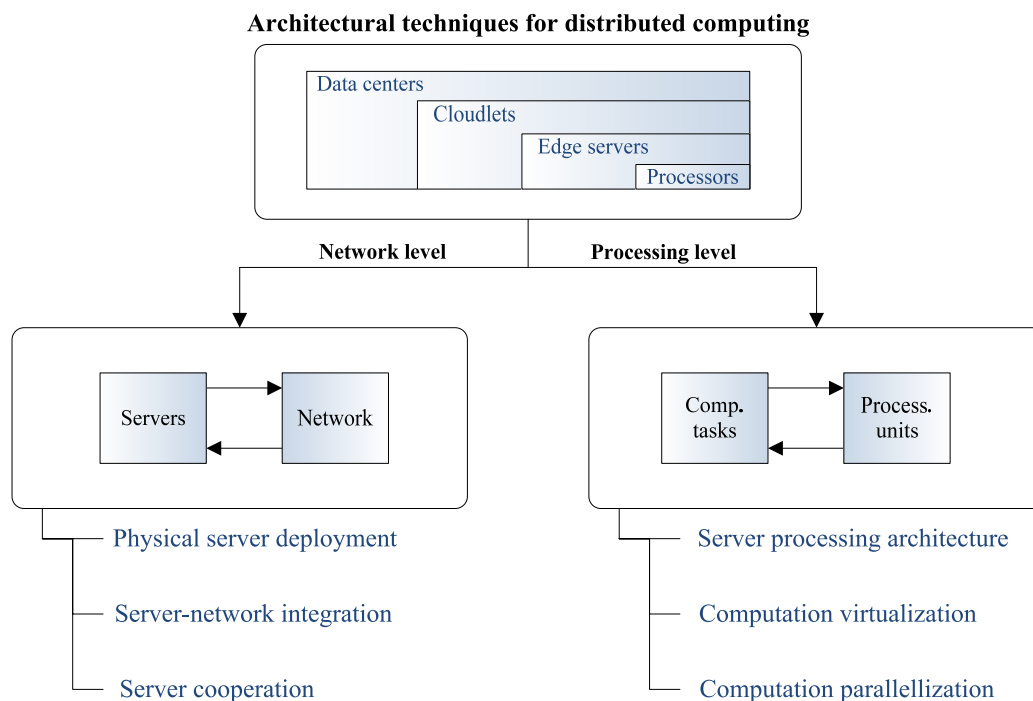 Architectural techniques for distributed computing
Data centers
Cloudlets
Edge servers
Processors
Network level
Processing level
Servers
Network
Comp.
tasks
Process.
units
Physical server deployment
Server-network integration
Server cooperation
Server processing architecture
Computation virtualization
Computation parallellization